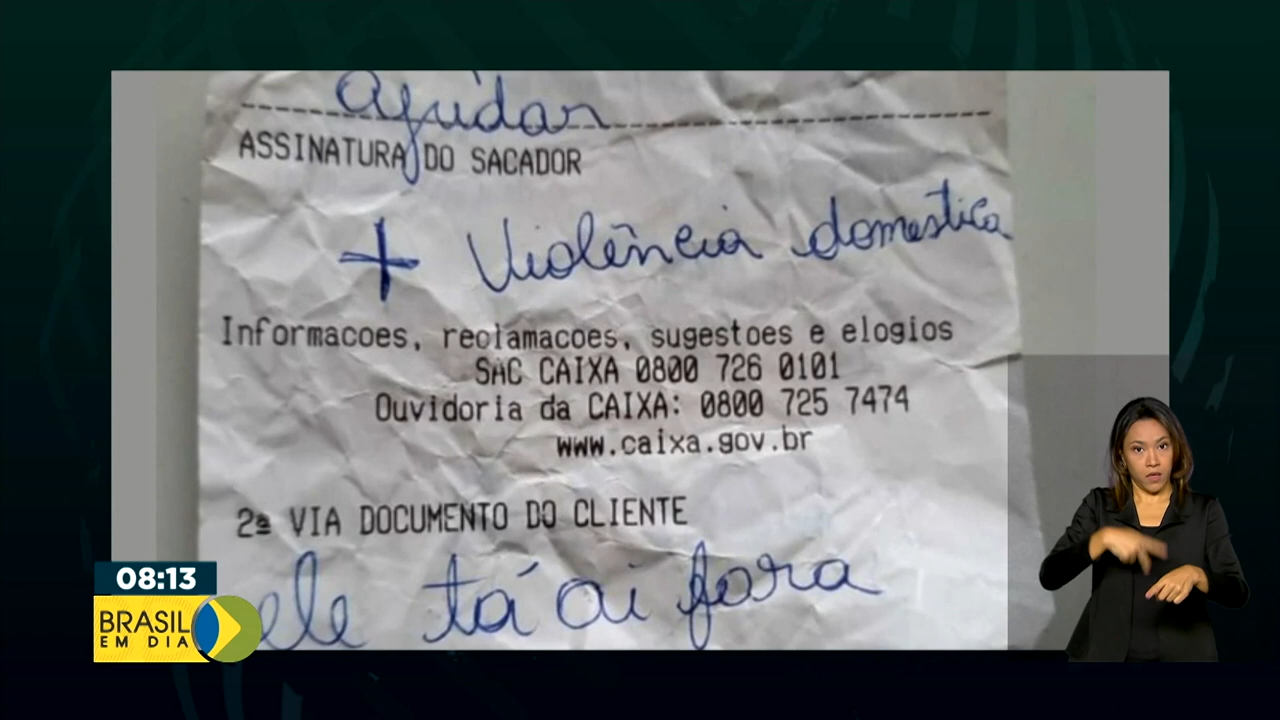 ajudar
ASSINATURA DO SACADOR
+ Violência domestica
Informacoes, reclamacoes, sugestoes e elogios
SAC CAIXA 0800 726 0101
Ouvidoria da CAIXA: 0800 725 7474
www.caixa.gov.br
2ª VIA DOCUMENTO DO CLIENTE
ele tá ai fora
08:13
BRASIL
EM DIA